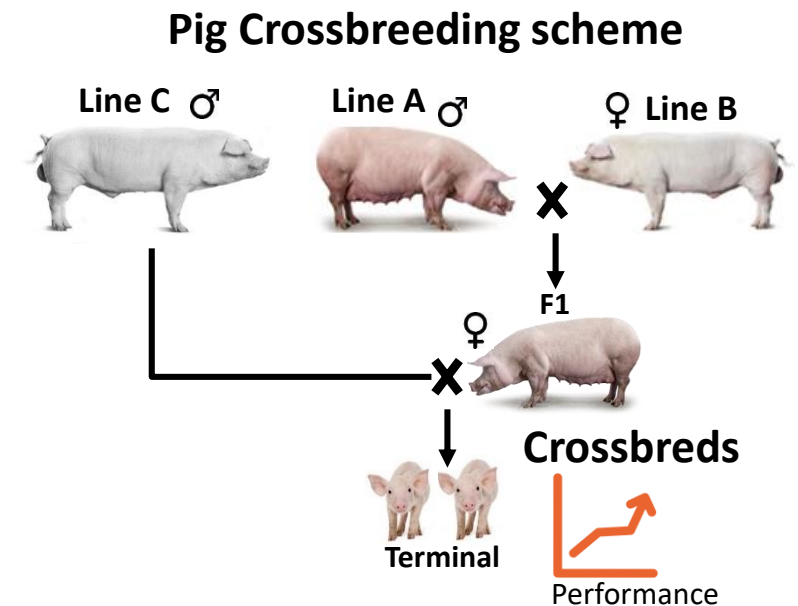 Pig Crossbreeding scheme
Line C ♂
Line A ♂
♀ Line B
F1
♀
Crossbreds
Terminal
Performance